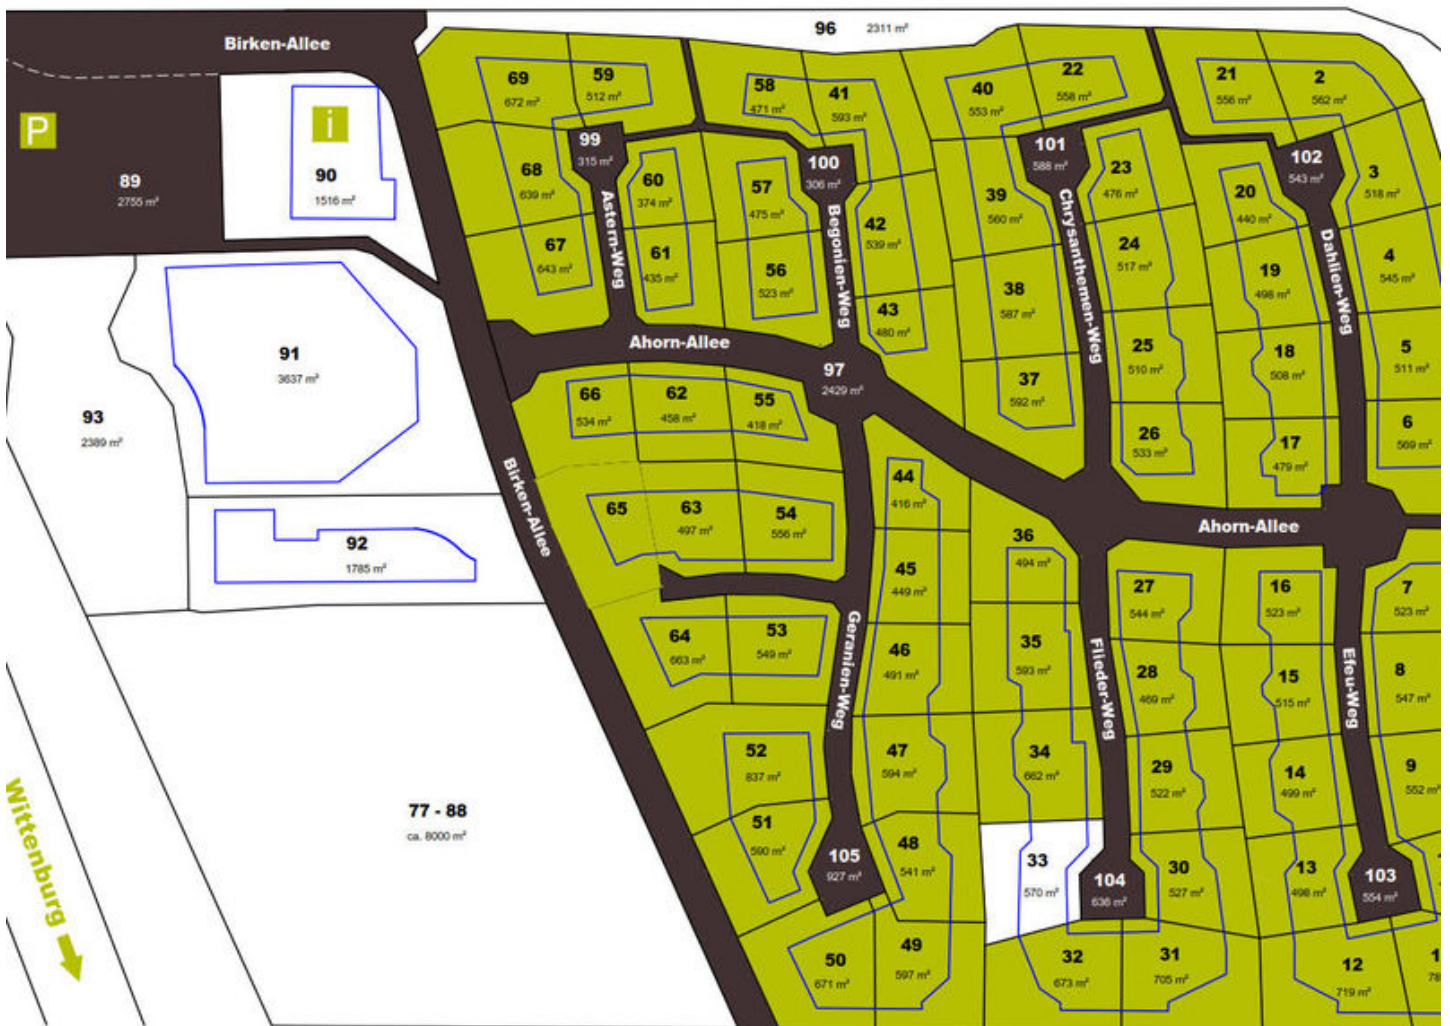 Birken-Allee
96 2311 m²
P
i
89
2755 m²
90
1516 m²
69
672 m²
59
512 m²
58
471 m²
41
593 m²
40
553 m²
22
558 m²
21
556 m²
2
562 m²
99
315 m²
100
306 m²
101
588 m²
102
543 m²
68
639 m²
60
374 m²
57
475 m²
42
539 m²
39
560 m²
23
476 m²
20
440 m²
3
518 m²
67
643 m²
Astern-Weg
61
435 m²
56
523 m²
Begonien-Weg
43
480 m²
38
587 m²
Chrysanthemen-Weg
24
517 m²
19
498 m²
Dahlien-Weg
4
545 m²
91
3637 m²
Ahorn-Allee
97
2429 m²
37
592 m²
25
510 m²
18
508 m²
5
511 m²
93
2389 m²
66
534 m²
62
458 m²
55
418 m²
26
533 m²
17
479 m²
6
569 m²
Birken-Allee
65
63
497 m²
54
556 m²
44
416 m²
36
494 m²
Ahorn-Allee
92
1785 m²
45
449 m²
27
544 m²
16
523 m²
7
523 m²
64
663 m²
53
549 m²
Geranien-Weg
46
491 m²
35
593 m²
Flieder-Weg
28
469 m²
15
515 m²
Efeu-Weg
8
547 m²
52
837 m²
47
594 m²
34
662 m²
29
522 m²
14
499 m²
9
552 m²
77 - 88
ca. 8000 m²
51
590 m²
105
927 m²
48
541 m²
33
570 m²
104
636 m²
30
527 m²
13
498 m²
103
554 m²
Wittenburg
50
671 m²
49
597 m²
32
673 m²
31
705 m²
12
719 m²